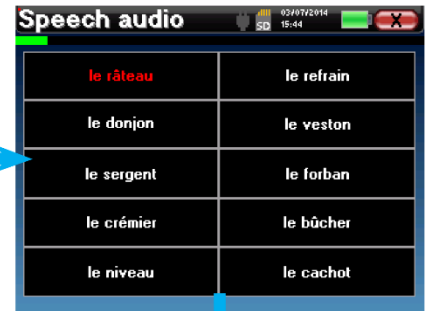 Speech audio
SD
03/07/2014
15:44
X
le râteau le refrain
le donjon le veston
le sergent le forban
le crémier le bûcher
le niveau le cachot